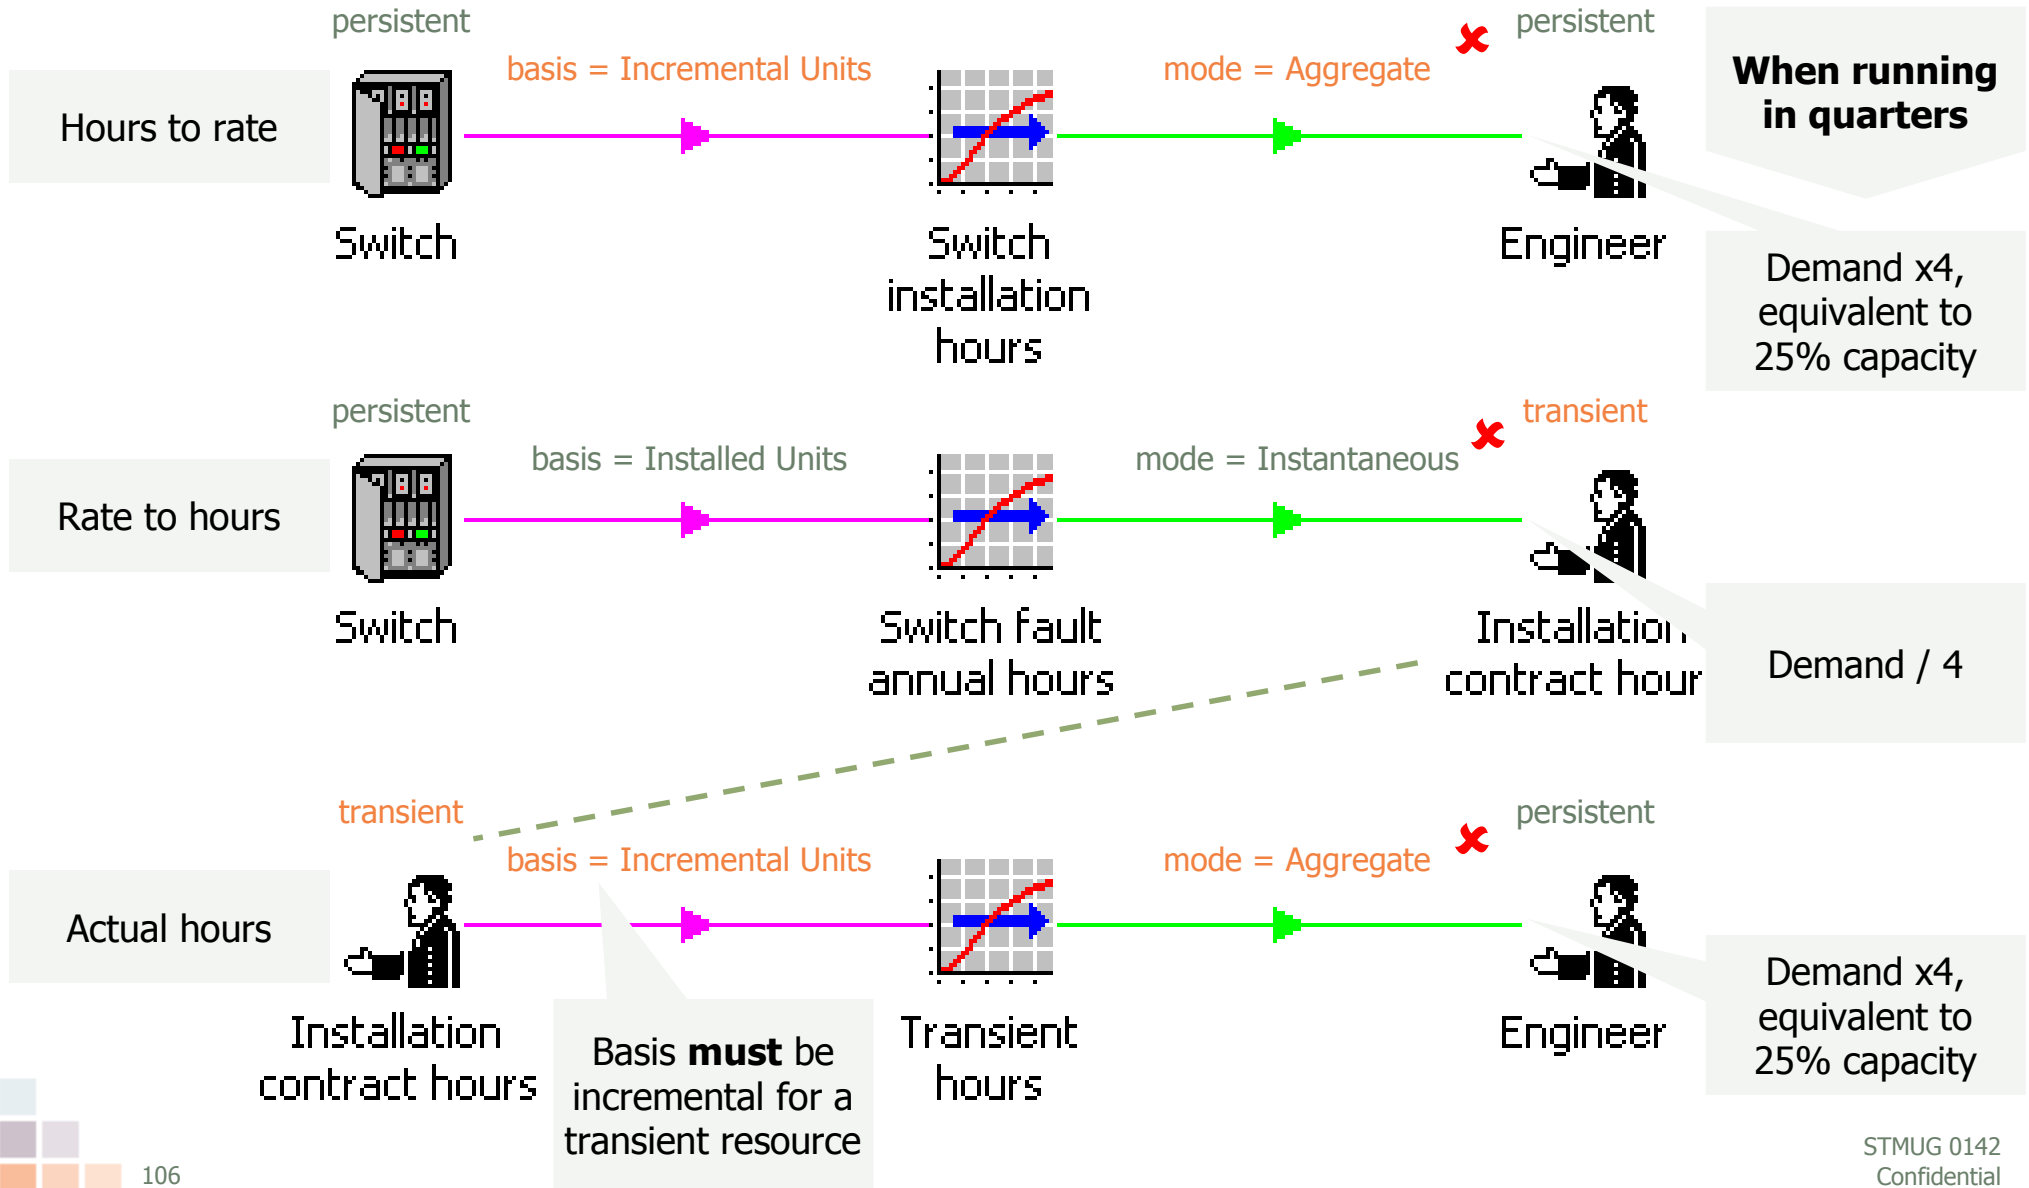 persistent
basis = Incremental Units
mode = Aggregate
persistent
When running
in quarters
Hours to rate
Switch
Switch
installation
hours
Engineer
Demand x4,
equivalent to
25% capacity
persistent
basis = Installed Units
mode = Instantaneous
transient
Rate to hours
Switch
Switch fault
annual hours
Installation
contract hour
Demand / 4
transient
basis = Incremental Units
mode = Aggregate
persistent
Actual hours
Installation
contract hours
Basis must be
incremental for a
transient resource
Transient
hours
Engineer
Demand x4,
equivalent to
25% capacity
106
STMUG 0142
Confidential